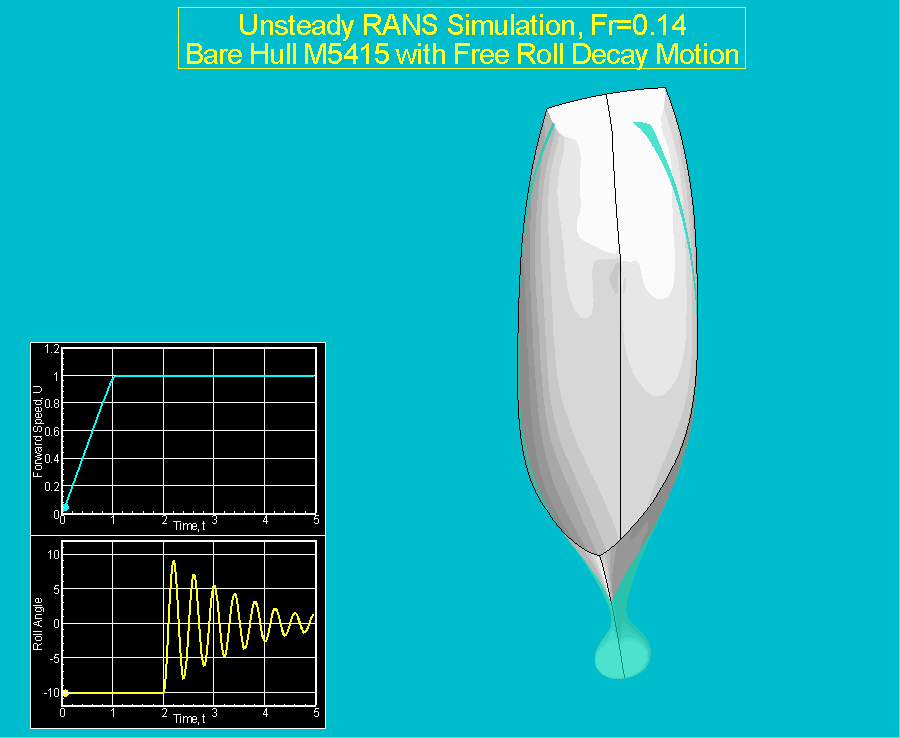 Unsteady RANS Simulation, Fr=0.14
Bare Hull M5415 with Free Roll Decay Motion
1.2
1
0.8
0.6
0.4
0.2
0
Forward Speed, U
0 1 2 3 4 5
Time, t
10
5
0
-5
-10
Roll Angle
0 1 2 3 4 5
Time, t